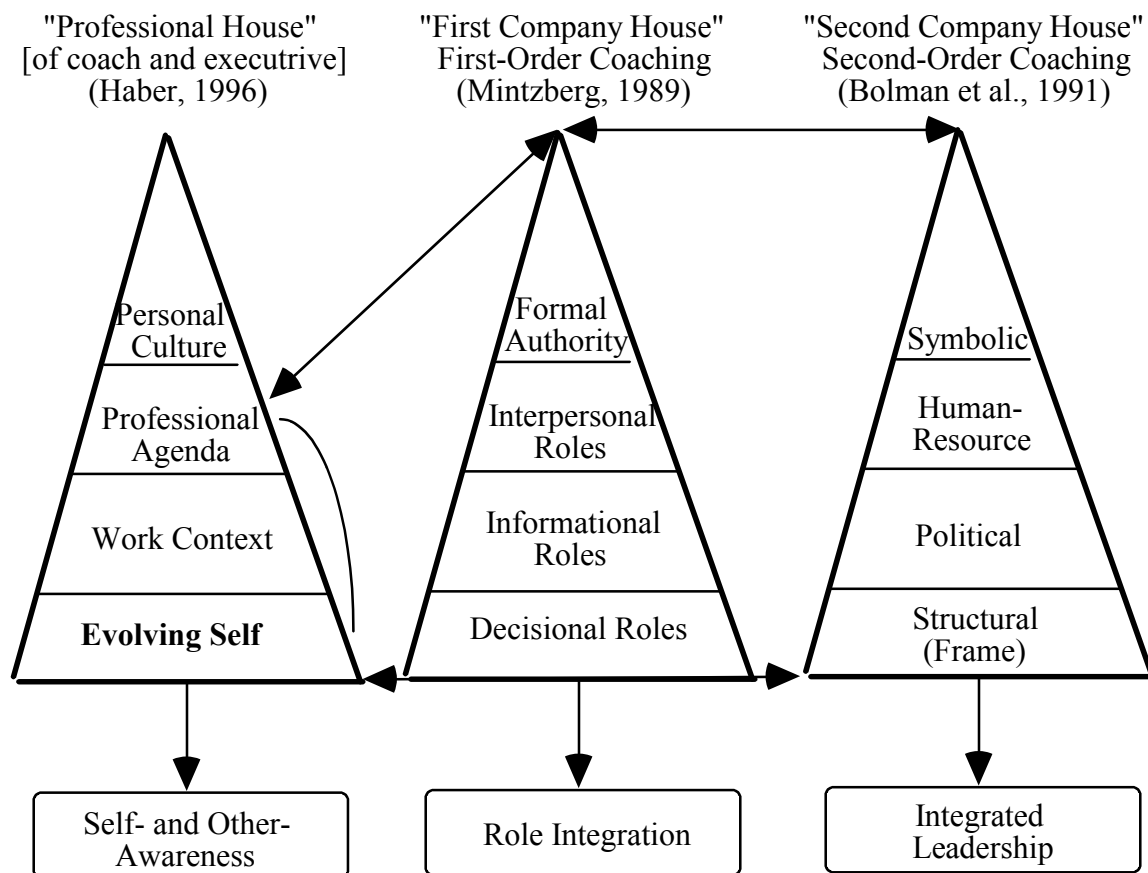 "Professional House"
[of coach and executrive]
(Haber, 1996)
"First Company House"
First-Order Coaching
(Mintzberg, 1989)
"Second Company House"
Second-Order Coaching
(Bolman et al., 1991)
Personal
Culture
Professional
Agenda
Work Context
Evolving Self
Self- and Other-
Awareness
Formal
Authority
Interpersonal
Roles
Informational
Roles
Decisional Roles
Role Integration
Symbolic
Human-
Resource
Political
Structural
(Frame)
Integrated
Leadership